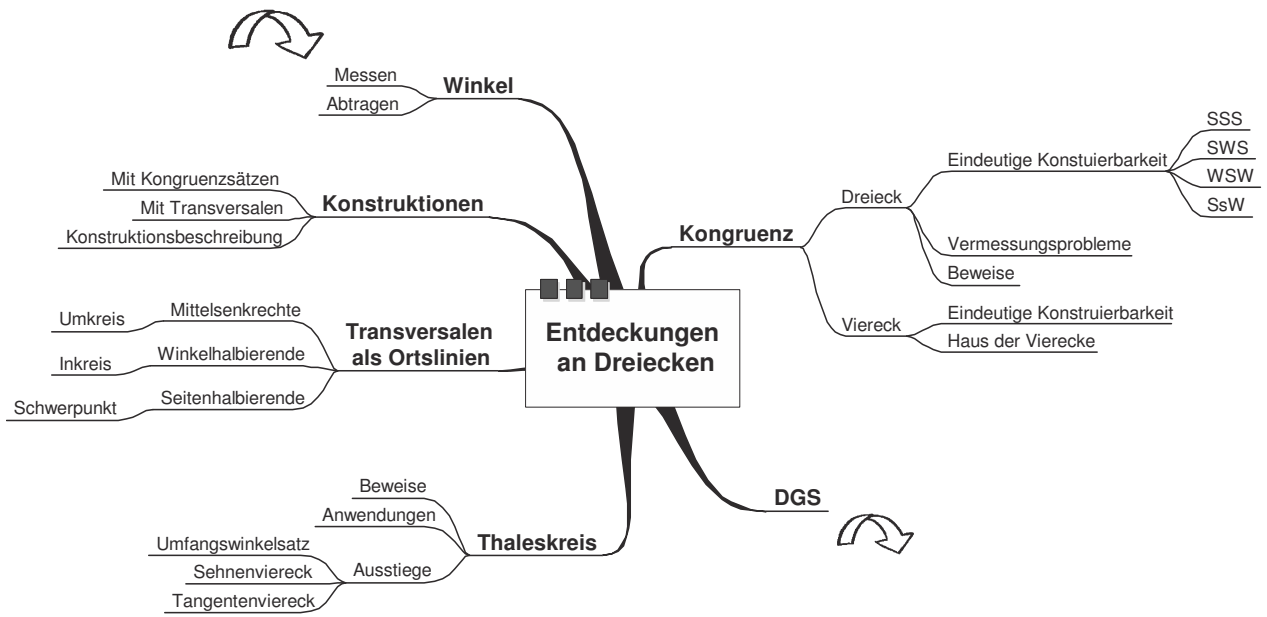 Messen
Abtragen
Winkel
Mit Kongruenzsätzen
Mit Transversalen
Konstruktionsbeschreibung
Konstruktionen
Umkreis
Mittelsenkrechte
Inkreis
Winkelhalbierende
Schwerpunkt
Seitenhalbierende
Transversalen
als Ortslinien
Beweise
Anwendungen
Umfangswinkelsatz
Sehnenviereck
Tangentenviereck
Ausstiege
Thaleskreis
Entdeckungen
an Dreiecken
Kongruenz
Dreieck
Eindeutige Konstuierbarkeit
SSS
SWS
WSW
SsW
Vermessungsprobleme
Beweise
Viereck
Eindeutige Konstruierbarkeit
Haus der Vierecke
DGS